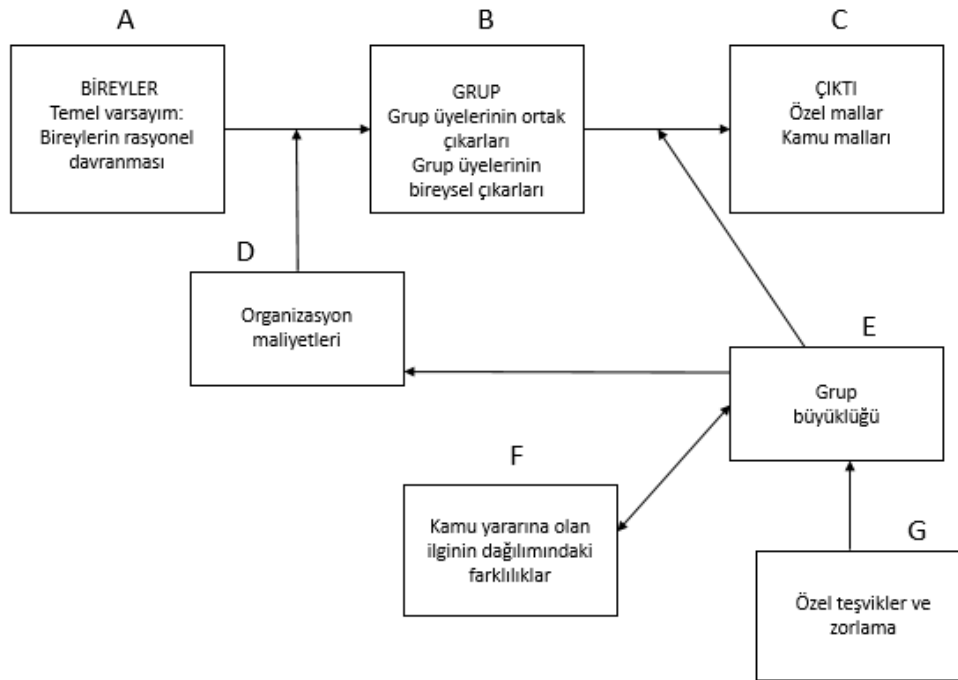 A
BİREYLER
Temel varsayım:
Bireylerin rasyonel
davranması
B
GRUP
Grup üyelerinin ortak
çıkarları
Grup üyelerinin
bireysel çıkarları
C
ÇIKTI
Özel mallar
Kamu malları
D
Organizasyon
maliyetleri
E
Grup
büyüklüğü
F
Kamu yararına olan
ilginin dağılımındaki
farklılıklar
G
Özel teşvikler ve
zorlama